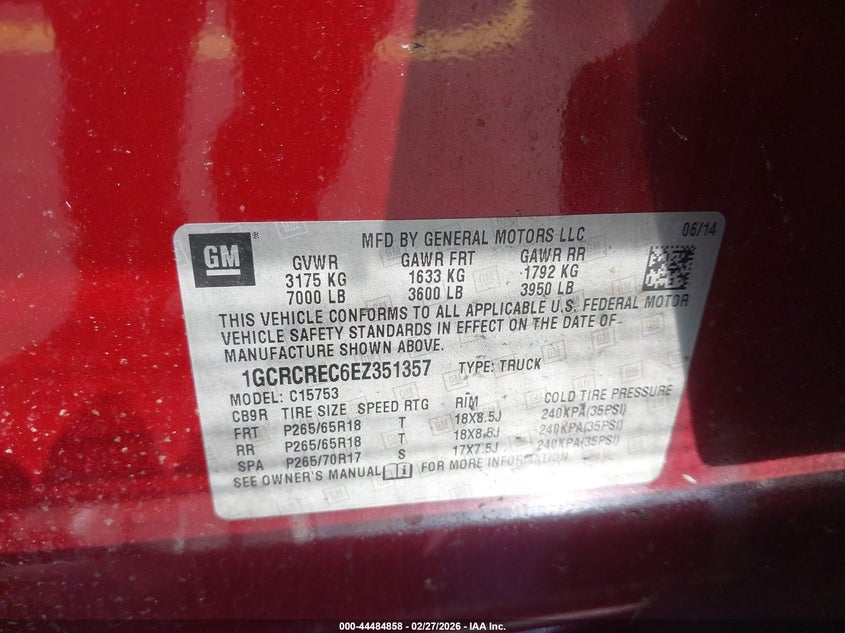 GM ®
MFD BY GENERAL MOTORS LLC 06/14
GVWR GAWR FRT GAWR RR
3175 KG 1633 KG 1792 KG
7000 LB 3600 LB 3950 LB
THIS VEHICLE CONFORMS TO ALL APPLICABLE U.S. FEDERAL MOTOR
VEHICLE SAFETY STANDARDS IN EFFECT ON THE DATE OF
MANUFACTURE SHOWN ABOVE.
1GCRCREC6EZ351357 TYPE: TRUCK
MODEL: C15753
CB9R TIRE SIZE SPEED RTG RIM COLD TIRE PRESSURE
FRT P265/65R18 T 18X8.5J 240KPA(35PSI)
RR P265/65R18 T 18X8.5J 240KPA(35PSI)
SPA P265/70R17 S 17X7.5J 240KPA(35PSI)
SEE OWNER'S MANUAL FOR MORE INFORMATION
000-44484858 - 02/27/2026 - IAA Inc.